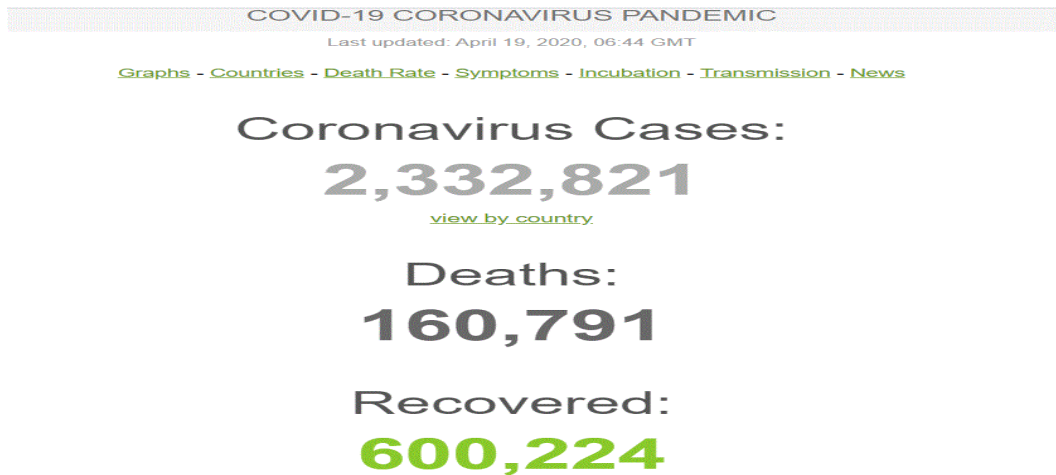 COVID-19 CORONAVIRUS PANDEMIC
Last updated: April 19, 2020, 06:44 GMT
Graphs - Countries - Death Rate - Symptoms - Incubation - Transmission - News
Coronavirus Cases:
2,332,821
view by country
Deaths:
160,791
Recovered:
600,224